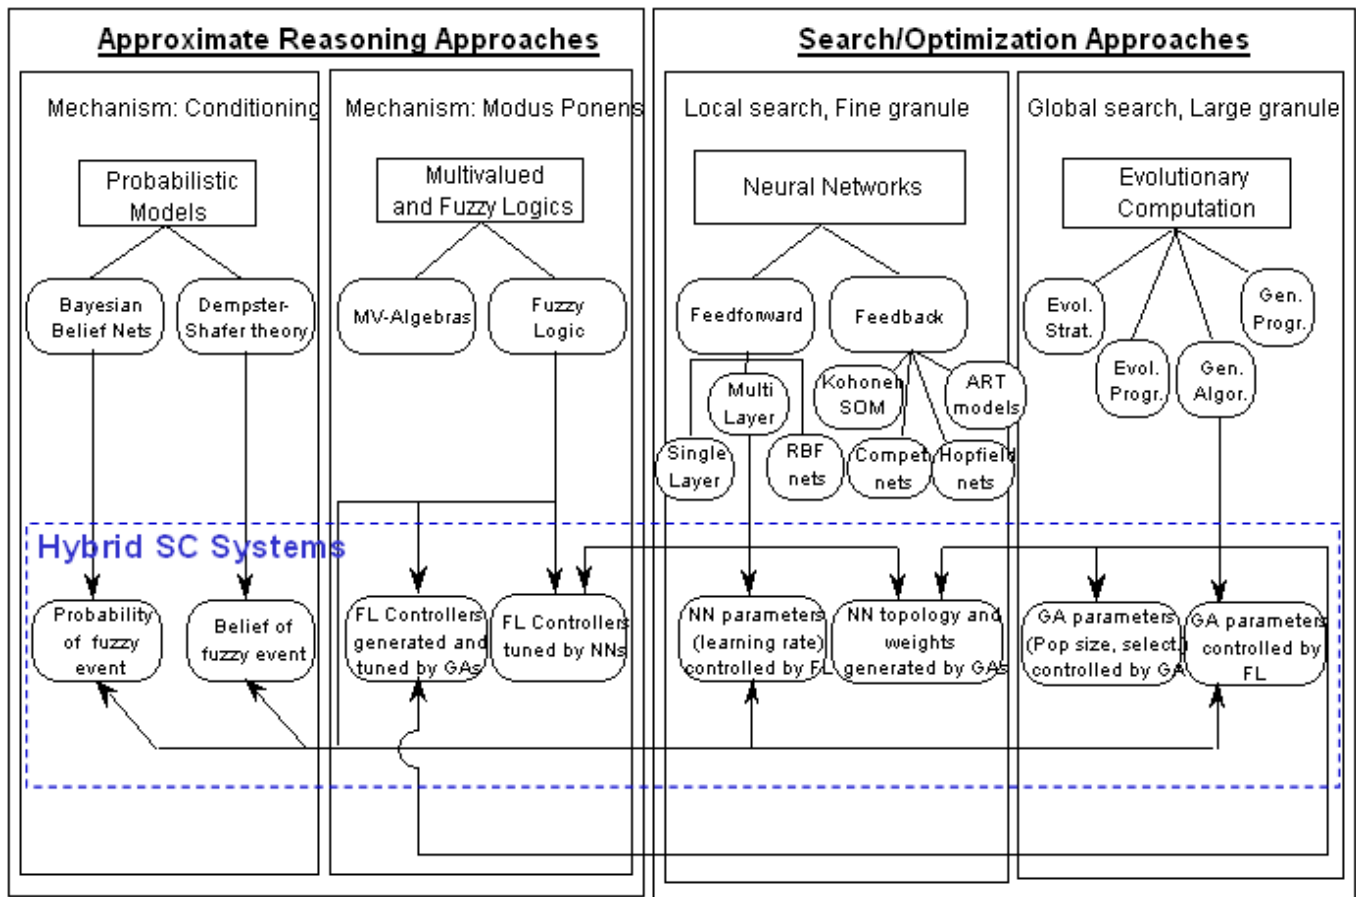 Approximate Reasoning Approaches
Search/Optimization Approaches
Mechanism: Conditioning
Mechanism: Modus Ponens
Local search, Fine granule
Global search, Large granule
Probabilistic
Models
Multivalued
and Fuzzy Logics
Neural Networks
Evolutionary
Computation
Bayesian
Belief Nets
Dempster-
Shafer theory
MV-Algebras
Fuzzy
Logic
Feedforward
Feedback
Evol.
Strat.
Gen.
Progr.
Evol.
Progr.
Gen.
Algor.
Multi
Layer
Kohonen
SOM
ART
models
Single
Layer
RBF
nets
Compet.
nets
Hopfield
nets
Hybrid SC Systems
Probability
of fuzzy
event
Belief of
fuzzy event
FL Controllers
generated and
tuned by GAs
FL Controllers
tuned by NNs
NN parameters
(learning rate)
controlled by FL
NN topology and
weights
generated by GAs
GA parameters
(Pop size, select.)
controlled by GA
GA parameters
controlled by
FL